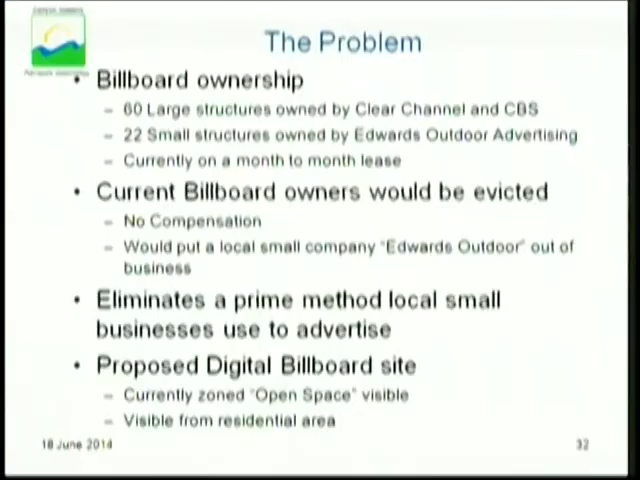 The Problem
• Billboard ownership
– 60 Large structures owned by Clear Channel and CBS
– 22 Small structures owned by Edwards Outdoor Advertising
– Currently on a month to month lease
• Current Billboard owners would be evicted
– No Compensation
– Would put a local small company "Edwards Outdoor" out of
business
• Eliminates a prime method local small
businesses use to advertise
• Proposed Digital Billboard site
– Currently zoned "Open Space" visible
– Visible from residential area
18 June 2014
32